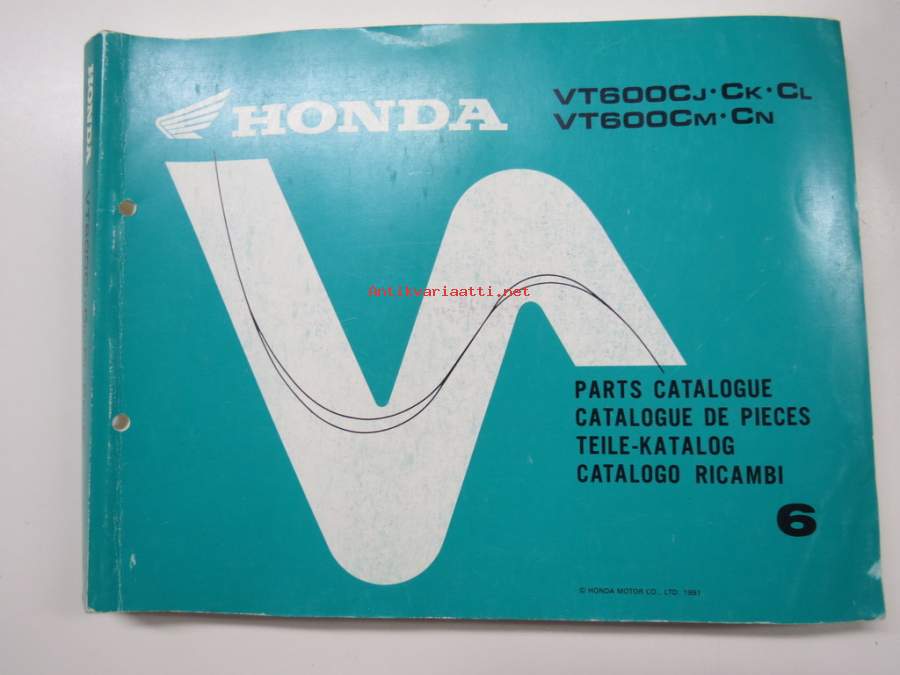 HONDA
VT600CJ·CK·CL
VT600CM·CN
HONDA
Antikvariaatti.net
PARTS CATALOGUE
CATALOGUE DE PIECES
TEILE-KATALOG
CATALOGO RICAMBI
6
© HONDA MOTOR CO., LTD. 1991